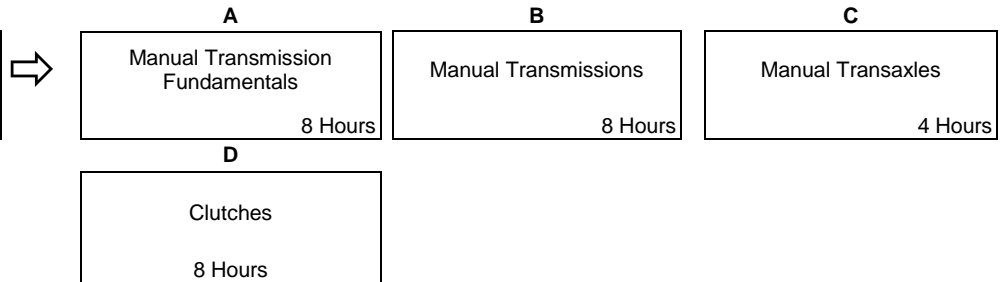 A B C
Manual Transmission
Fundamentals
8 Hours
Manual Transmissions
8 Hours
Manual Transaxles
4 Hours
D
Clutches
8 Hours